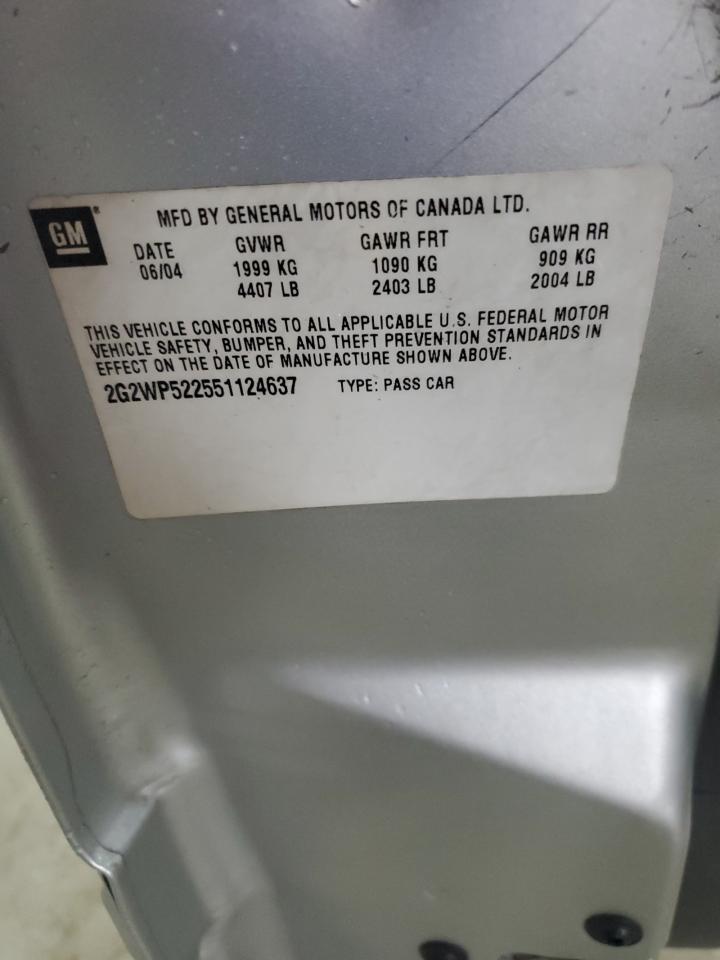 GM®
MFD BY GENERAL MOTORS OF CANADA LTD.
DATE GVWR GAWR FRT GAWR RR
06/04 1999 KG 1090 KG 909 KG
4407 LB 2403 LB 2004 LB
THIS VEHICLE CONFORMS TO ALL APPLICABLE U.S. FEDERAL MOTOR
VEHICLE SAFETY, BUMPER, AND THEFT PREVENTION STANDARDS IN
EFFECT ON THE DATE OF MANUFACTURE SHOWN ABOVE.
2G2WP522551124637 TYPE: PASS CAR